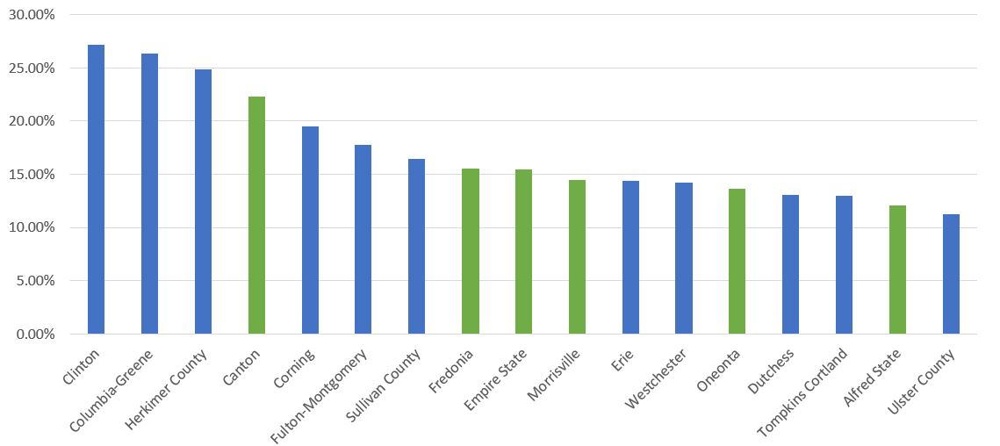 30.00%
25.00%
20.00%
15.00%
10.00%
5.00%
0.00%
Clinton
Columbia-Greene
Herkimer County
Canton
Corning
Fulton-Montgomery
Sullivan County
Fredonia
Empire State
Morrisville
Erie
Westchester
Oneonta
Dutchess
Tompkins Cortland
Alfred State
Ulster County